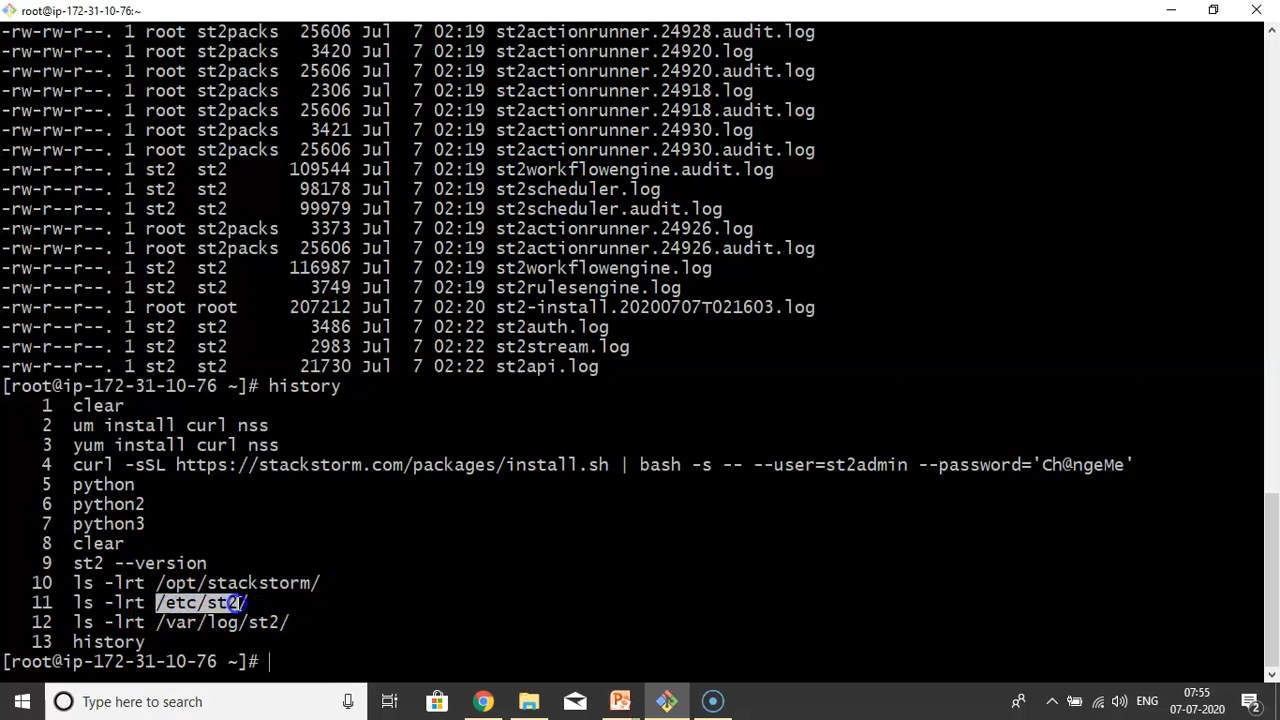 root@ip-172-31-10-76:~
-rw-rw-r--. 1 root st2packs  25606 Jul  7 02:19 st2actionrunner.24928.audit.log
-rw-rw-r--. 1 root st2packs   3420 Jul  7 02:19 st2actionrunner.24920.log
-rw-rw-r--. 1 root st2packs  25606 Jul  7 02:19 st2actionrunner.24920.audit.log
-rw-rw-r--. 1 root st2packs   2306 Jul  7 02:19 st2actionrunner.24918.log
-rw-rw-r--. 1 root st2packs  25606 Jul  7 02:19 st2actionrunner.24918.audit.log
-rw-rw-r--. 1 root st2packs   3421 Jul  7 02:19 st2actionrunner.24930.log
-rw-rw-r--. 1 root st2packs  25606 Jul  7 02:19 st2actionrunner.24930.audit.log
-rw-r--r--. 1 st2  st2      109544 Jul  7 02:19 st2workflowengine.audit.log
-rw-r--r--. 1 st2  st2       98178 Jul  7 02:19 st2scheduler.log
-rw-r--r--. 1 st2  st2       99979 Jul  7 02:19 st2scheduler.audit.log
-rw-rw-r--. 1 root st2packs   3373 Jul  7 02:19 st2actionrunner.24926.log
-rw-rw-r--. 1 root st2packs  25606 Jul  7 02:19 st2actionrunner.24926.audit.log
-rw-r--r--. 1 st2  st2      116987 Jul  7 02:19 st2workflowengine.log
-rw-r--r--. 1 st2  st2        3749 Jul  7 02:19 st2rulesengine.log
-rw-r--r--. 1 root root     207212 Jul  7 02:20 st2-install.20200707T021603.log
-rw-r--r--. 1 st2  st2        3486 Jul  7 02:22 st2auth.log
-rw-r--r--. 1 st2  st2        2983 Jul  7 02:22 st2stream.log
-rw-r--r--. 1 st2  st2       21730 Jul  7 02:22 st2api.log
[root@ip-172-31-10-76 ~]# history
1  clear
2  um install curl nss
3  yum install curl nss
4  curl -sSL https://stackstorm.com/packages/install.sh | bash -s -- --user=st2admin --password='Ch@ngeMe'
5  python
6  python2
7  python3
8  clear
9  st2 --version
10  ls -lrt /opt/stackstorm/
11  ls -lrt /etc/st2/
12  ls -lrt /var/log/st2/
13  history
[root@ip-172-31-10-76 ~]#
Type here to search
ENG
07:55
07-07-2020
2